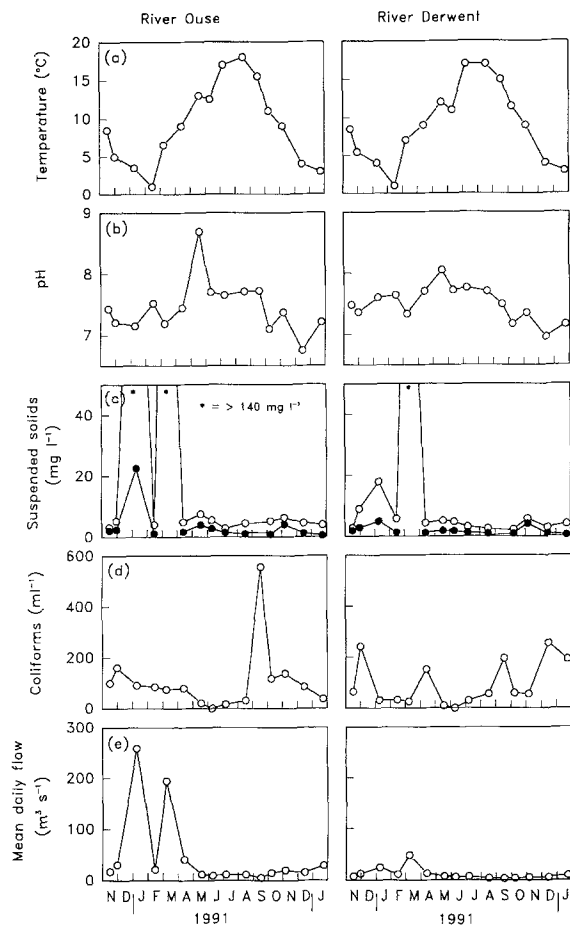 River Ouse
River Derwent
Temperature (°C)
(a)
20
15
10
5
0
pH
(b)
9
8
7
Suspended solids
(mg l⁻¹)
(c)
40
20
0
* = > 140 mg l⁻¹
Coliforms (ml⁻¹)
(d)
600
400
200
0
Mean daily flow
(m³ s⁻¹)
(e)
300
200
100
0
N D J F M A M J J A S O N D J
N D J F M A M J J A S O N D J
1991
1991